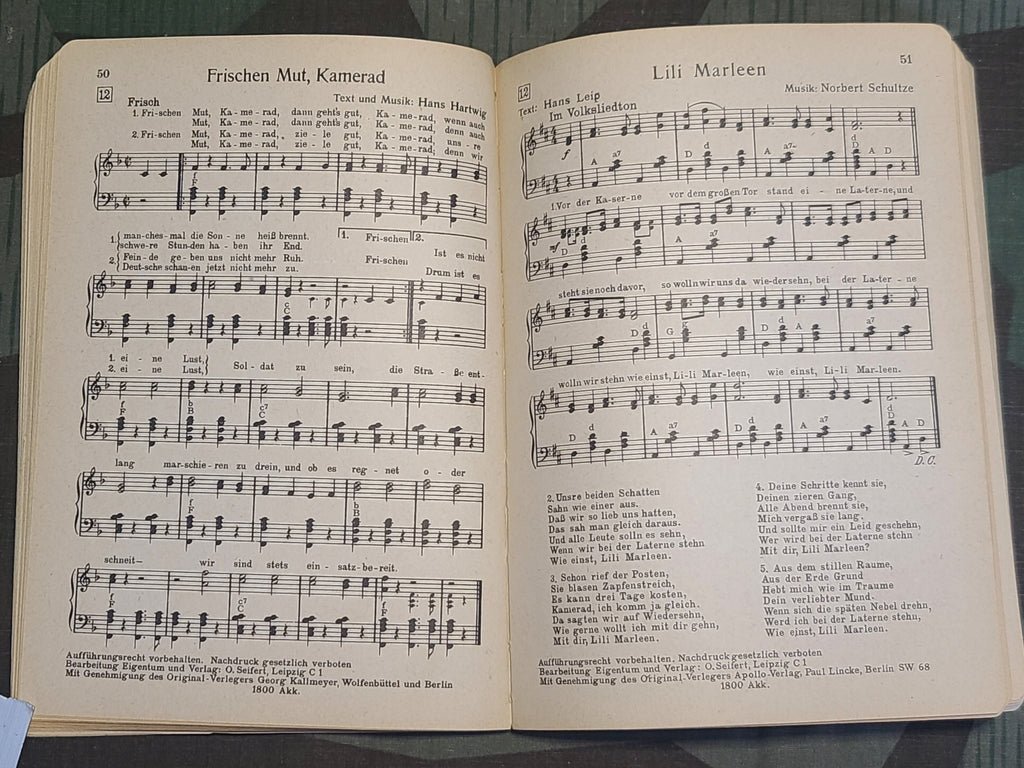 50
Frischen Mut, Kamerad
12
Frisch
Text und Musik: Hans Hartwig
1. Fri-schen Mut, Ka-me-rad, dann geht's gut, Ka-me-rad, wenn auch
Mut, Ka-me-rad, dann geht's gut, Ka-me-rad, denn auch
2. Fri-schen Mut, Ka-me-rad, zie-le gut, Ka-me-rad, uns-re
Mut, Ka-me-rad, zie-le gut, Ka-me-rad, denn wir
f
F
1. man-ches-mal die Son-ne heiß brennt.
schwe-re Stun-den ha-ben ihr End.
2. Fein-de ge-ben uns nicht mehr Ruh.
Deut-sche schau-en jetzt nicht mehr zu.
1. Fri-schen 2.
Fri-schen
Ist es nicht
Drum ist es
c
C
1. ei-ne Lust,
2. ei-ne Lust,
Sol-dat zu sein, die Stra-ße ent-
f
F
b
B
c7
C
lang mar-schie-ren zu drein, und ob es reg-net o-der
f
F
b
B
schneit— wir sind stets ein-satz-be-reit.
f
F
c7
C
f
F
Aufführungsrecht vorbehalten. Nachdruck gesetzlich verboten
Bearbeitung Eigentum und Verlag: O. Seifert, Leipzig C 1
Mit Genehmigung des Original-Verlegers Georg Kallmeyer, Wolfenbüttel und Berlin
1800 Akk.
51
Lili Marleen
12
Text: Hans Leip
Musik: Norbert Schultze
Im Volksliedton
f
A a7 D d A a7 d D A D
1. Vor der Ka-ser-ne vor dem großen Tor stand ei-ne La-ter-ne, und
mf
d D A a7
steht sie noch davor, so wolln wir uns da wie-dersehn, bei der La-ter-ne
D d G D d A a7
wolln wir stehn wie einst, Li-li Mar-leen, wie einst, Li-li Mar-leen.
D d A a7 D d A a7 d D A D
D.C.
2. Unsre beiden Schatten
Sahn wie einer aus.
Daß wir so lieb uns hatten,
Das sah man gleich daraus.
Und alle Leute solln es sehn,
Wenn wir bei der Laterne stehn
Wie einst, Lili Marleen.
3. Schon rief der Posten,
Sie blasen Zapfenstreich,
Es kann drei Tage kosten,
Kamerad, ich komm ja gleich.
Da sagten wir auf Wiedersehn,
Wie gerne wollt ich mit dir gehn,
Mit dir, Lili Marleen.
4. Deine Schritte kennt sie,
Deinen zieren Gang,
Alle Abend brennt sie,
Mich vergaß sie lang.
Und sollte mir ein Leid geschehn,
Wer wird bei der Laterne stehn
Mit dir, Lili Marleen?
5. Aus dem stillen Raume,
Aus der Erde Grund
Hebt mich wie im Traume
Dein verliebter Mund.
Wenn sich die späten Nebel drehn,
Werd ich bei der Laterne stehn
Wie einst, Lili Marleen.
Aufführungsrecht vorbehalten. Nachdruck gesetzlich verboten
Bearbeitung Eigentum und Verlag: O. Seifert, Leipzig C 1
Mit Genehmigung des Original-Verlegers Apollo-Verlag, Paul Lincke, Berlin SW 68
1800 Akk.